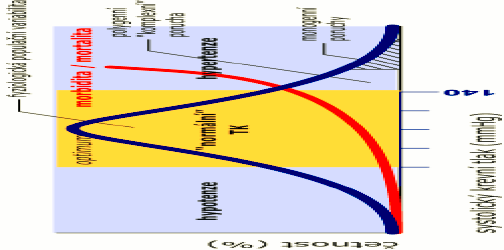 fyziologická populační variabilita
morbidita / mortalita
polygenní
"komplexní"
porucha
monogenní
poruchy
hypertenze
"normální"
TK
optimum
hypotenze
140
systolický krevní tlak (mmHg)
četnost (%)